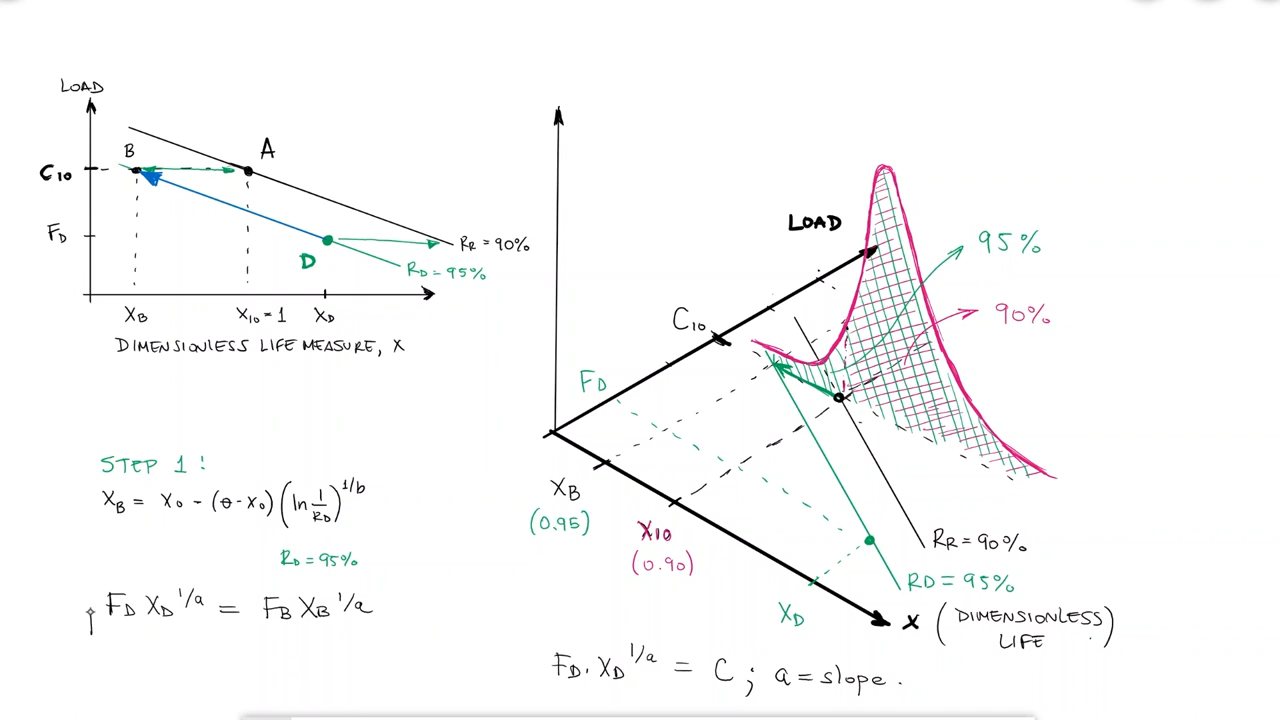 LOAD
B
A
C10
FD
D
RR = 90%
RD = 95%
XB
X10 = 1
XD
DIMENSIONLESS LIFE MEASURE, X
LOAD
95%
90%
C10
FD
XB
(0.95)
X10
(0.90)
RR = 90%
RD = 95%
XD
X (DIMENSIONLESS
LIFE)
STEP 1 :
XB = X0 - (θ - X0) (ln 1/RD)^1/b
RD = 95%
FD XD^1/a = FB XB^1/a
FD. XD^1/a = C ; a = slope.